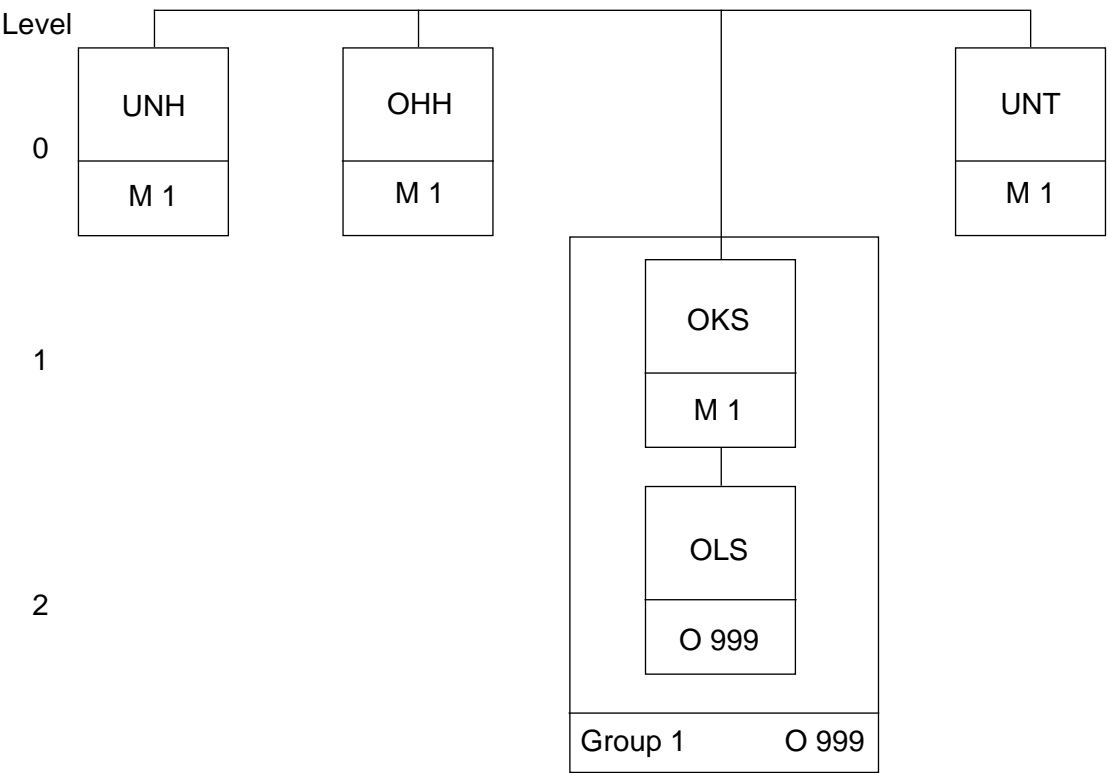 Level
UNH
OHH
UNT
0
M 1
M 1
M 1
OKS
1
M 1
OLS
2
O 999
Group 1 O 999